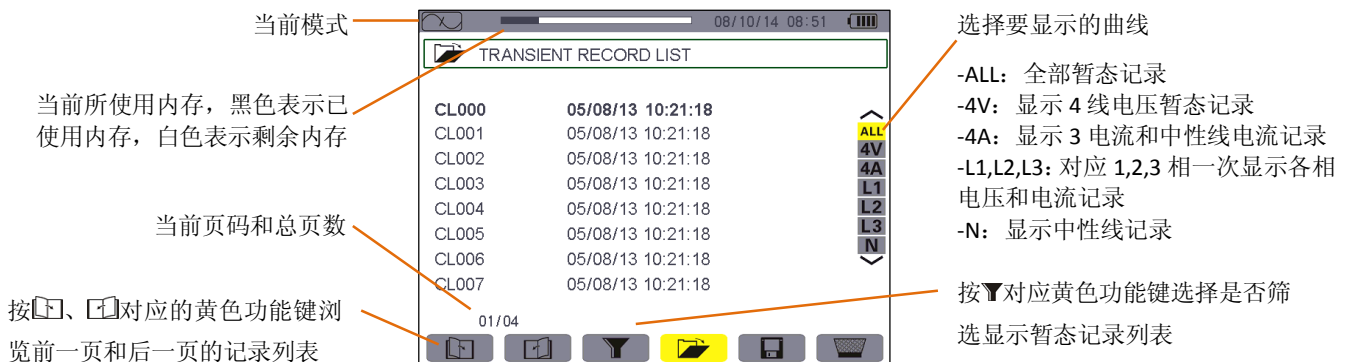 当前模式
当前所使用内存，黑色表示已
使用内存，白色表示剩余内存
当前页码和总页数
按、对应的黄色功能键浏
览前一页和后一页的记录列表
08/10/14 08:51
TRANSIENT RECORD LIST
CL000 05/08/13 10:21:18
CL001 05/08/13 10:21:18
CL002 05/08/13 10:21:18
CL003 05/08/13 10:21:18
CL004 05/08/13 10:21:18
CL005 05/08/13 10:21:18
CL006 05/08/13 10:21:18
CL007 05/08/13 10:21:18
01/04
ALL
4V
4A
L1
L2
L3
N
选择要显示的曲线
-ALL：全部暂态记录
-4V：显示 4 线电压暂态记录
-4A：显示 3 电流和中性线电流记录
-L1,L2,L3：对应 1,2,3 相一次显示各相
电压和电流记录
-N：显示中性线记录
按对应黄色功能键选择是否筛
选显示暂态记录列表